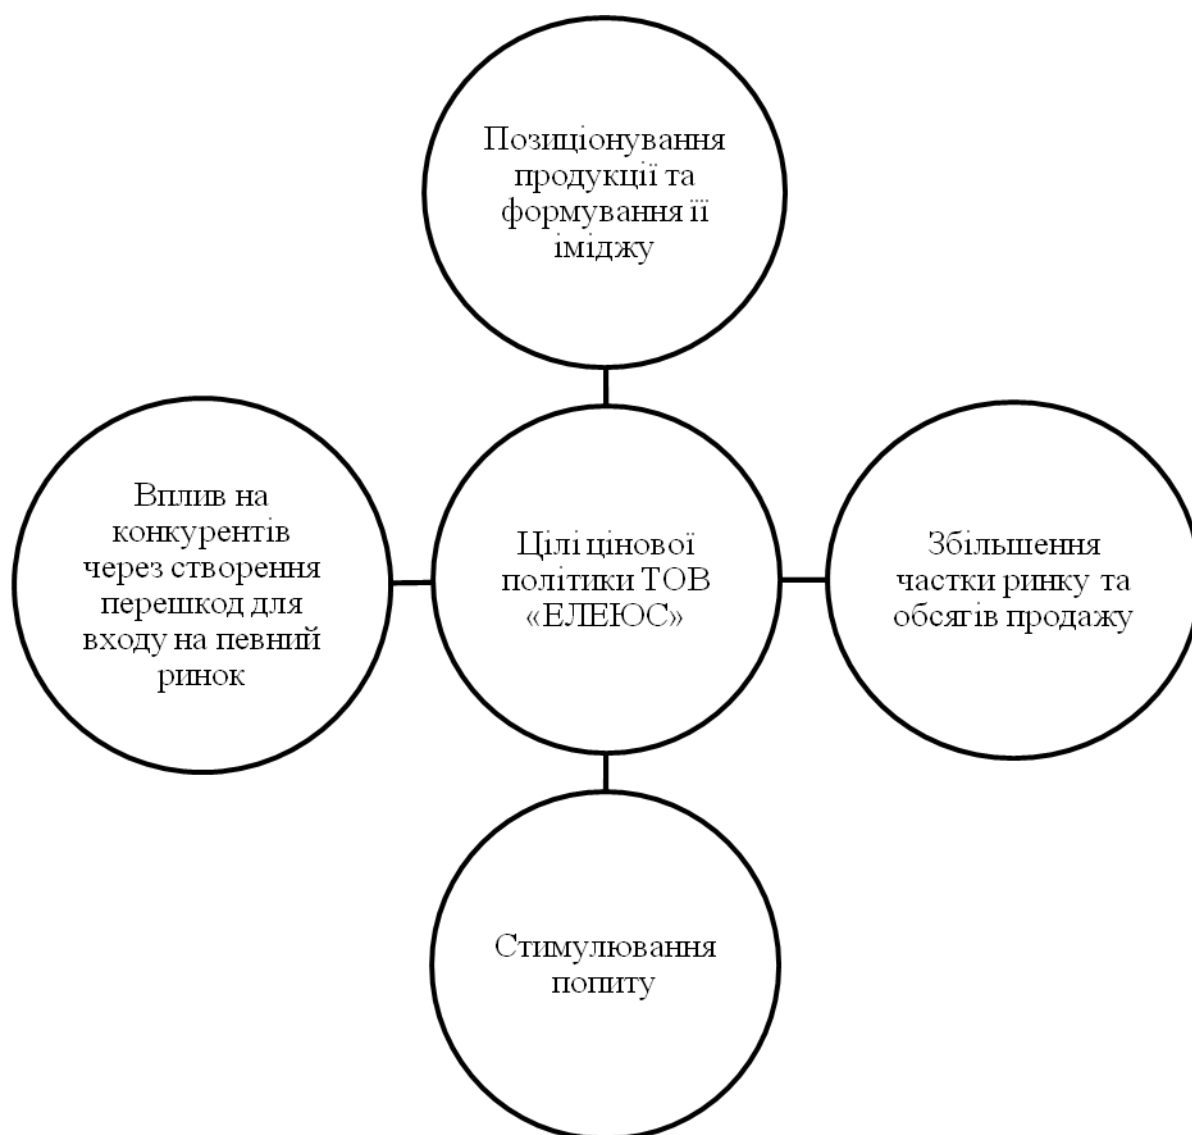 Позиціонування
продукції та
формування її
іміджу
Вплив на
конкурентів
через створення
перешкод для
входу на певний
ринок
Цілі цінової
політики ТОВ
«ЕЛЕЮС»
Збільшення
частки ринку та
обсягів продажу
Стимулювання
попиту